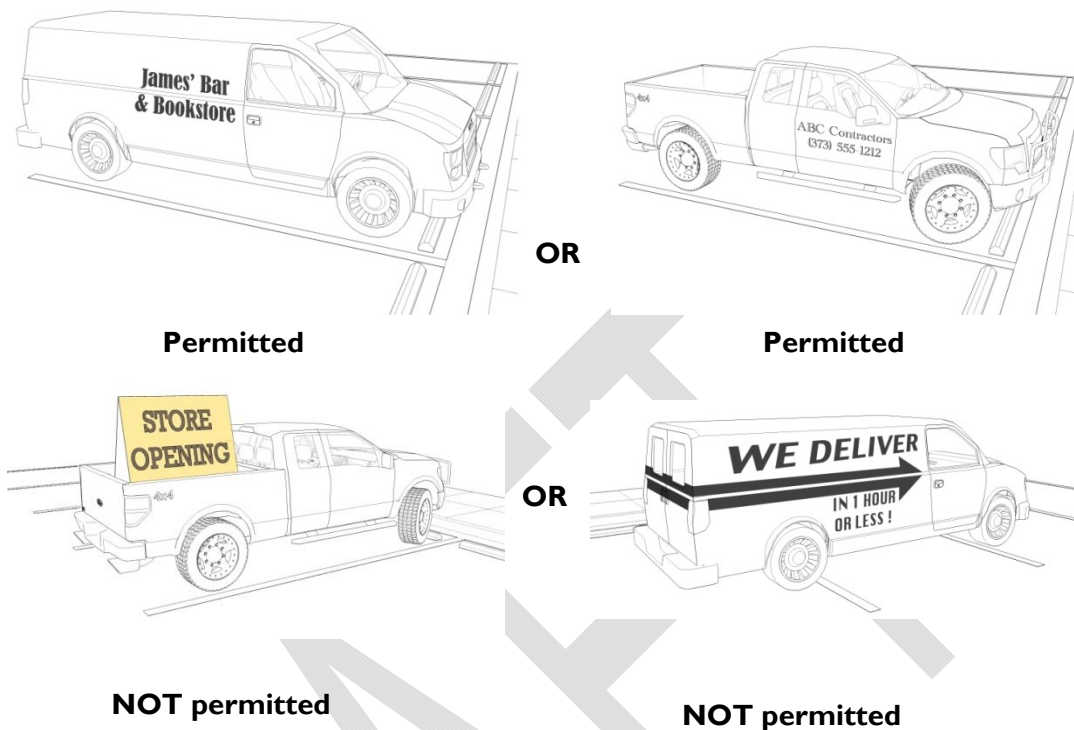 James' Bar
& Bookstore
4x4
ABC Contractors
(373) 555-1212
OR
Permitted
Permitted
STORE
OPENING
4x4
WE DELIVER
IN 1 HOUR
OR LESS !
OR
NOT permitted
NOT permitted